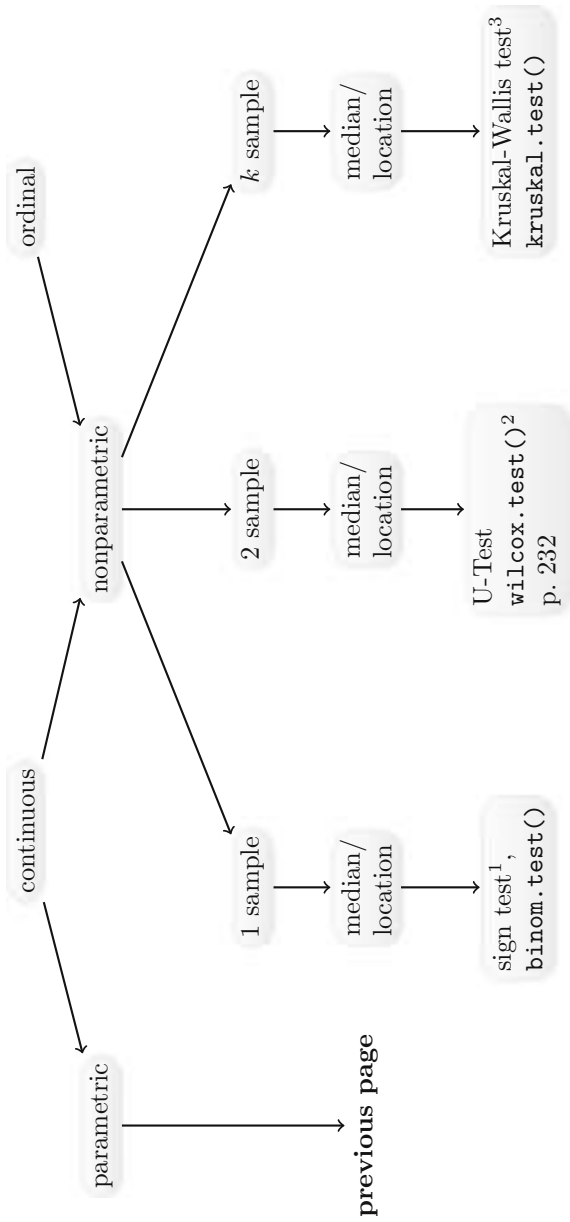 continuous
ordinal
parametric
nonparametric
previous page
1 sample
2 sample
k sample
median/
location
median/
location
median/
location
sign test¹,
binom.test()
U-Test
wilcox.test()²
p. 232
Kruskal-Wallis test³
kruskal.test()